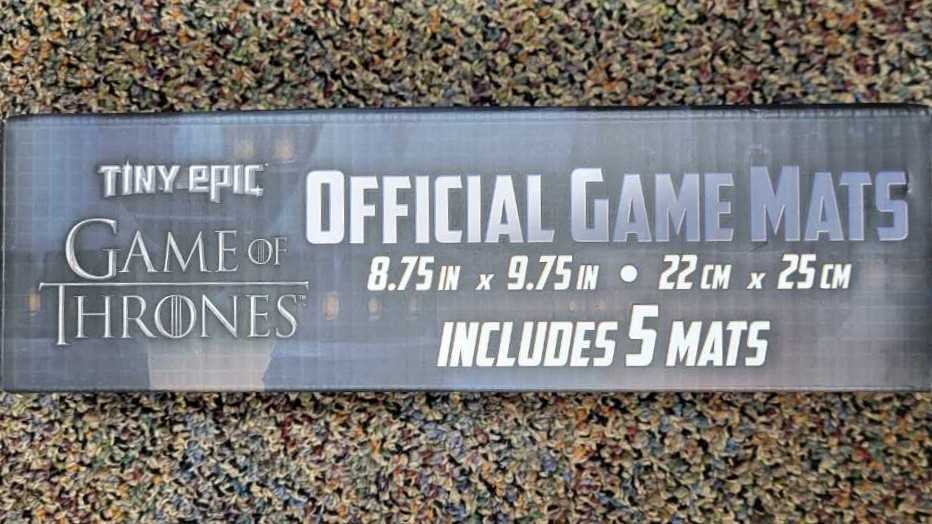 TINY EPIC
GAME OF
THRONES™
OFFICIAL GAME MATS
8.75 IN x 9.75 IN • 22 CM x 25 CM
INCLUDES 5 MATS